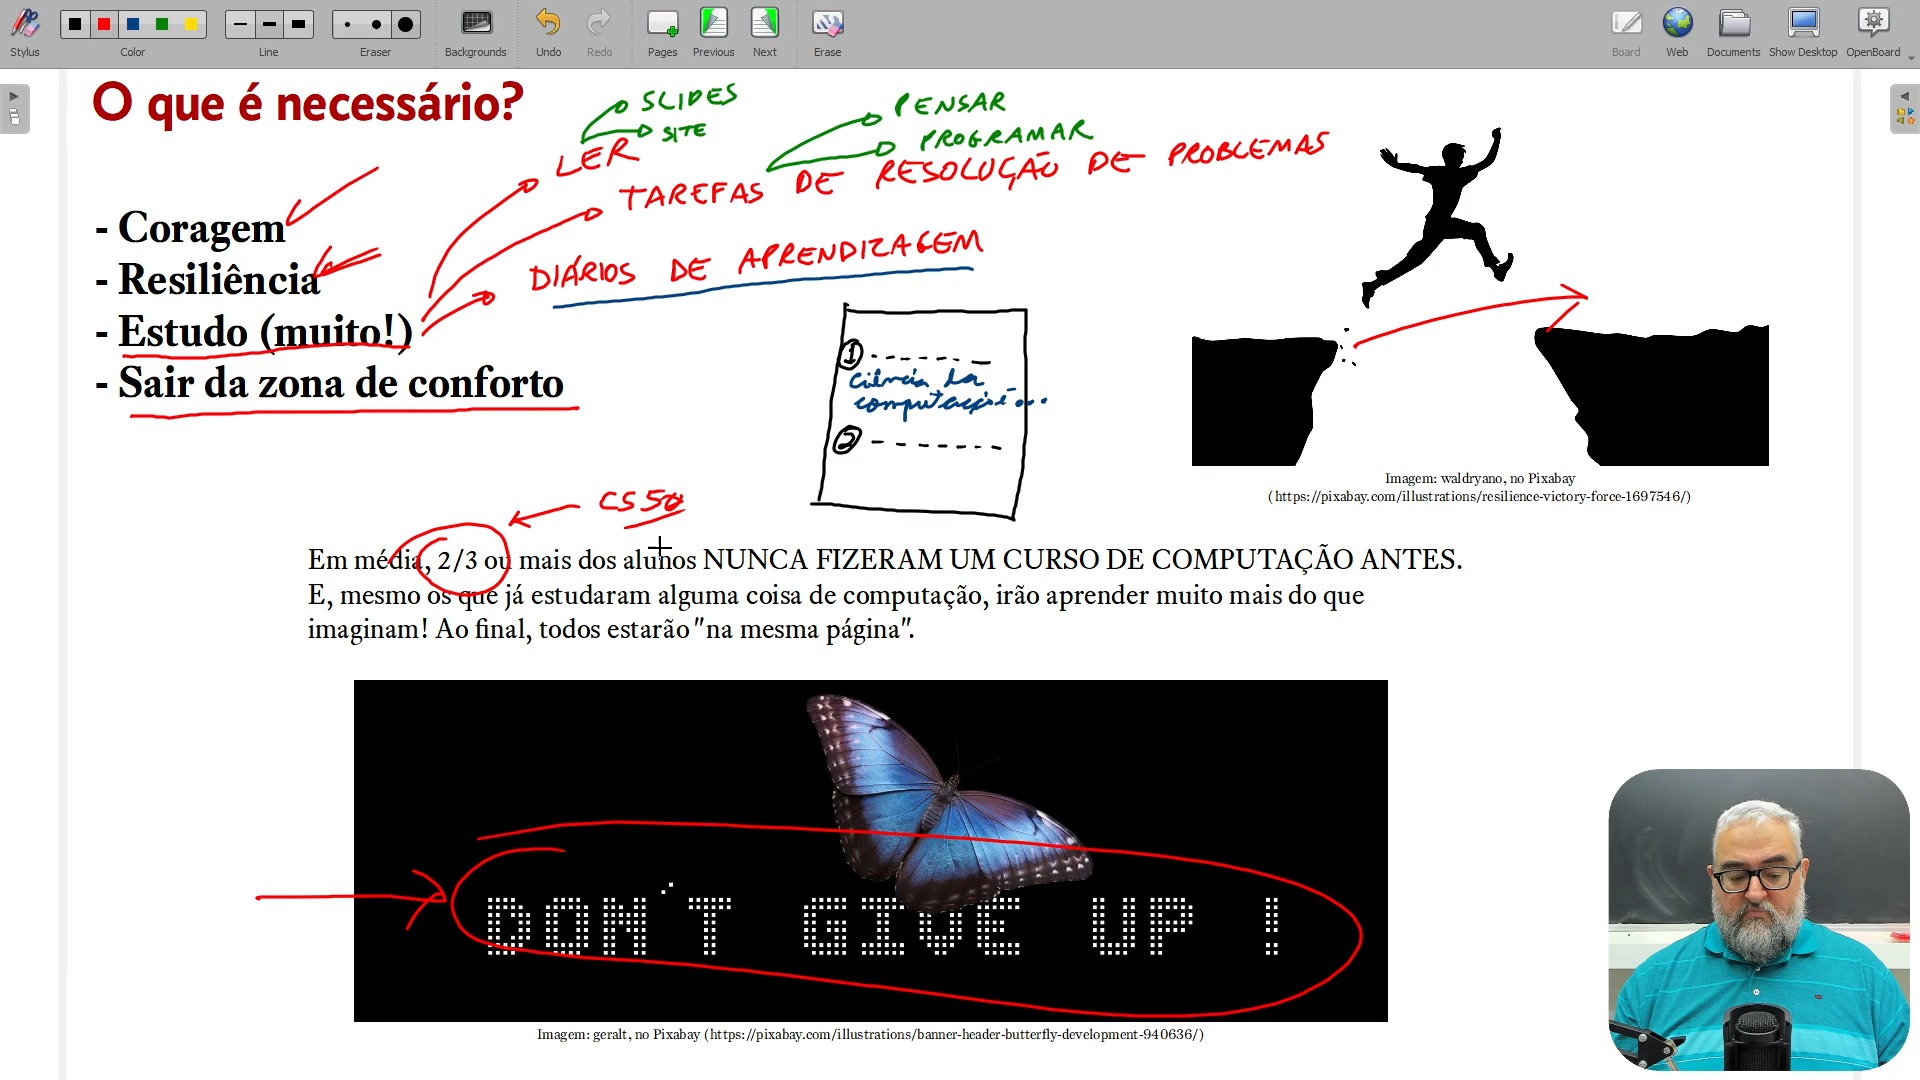 Stylus
Color
Line
Eraser
Backgrounds
Undo
Redo
Pages
Previous
Next
Erase
Board
Web
Documents
Show Desktop
OpenBoard
O que é necessário?
SLIDES
SITE
PENSAR
PROGRAMAR
LER
TAREFAS DE RESOLUÇÃO DE PROBLEMAS
- Coragem
- Resiliência
- Estudo (muito!)
- Sair da zona de conforto
DIÁRIOS DE APRENDIZAGEM
1
Ciência da
computação...
2
Imagem: waldryano, no Pixabay
(https://pixabay.com/illustrations/resilience-victory-force-1697546/)
CS50
Em média, 2/3 ou mais dos alunos NUNCA FIZERAM UM CURSO DE COMPUTAÇÃO ANTES.
E, mesmo os que já estudaram alguma coisa de computação, irão aprender muito mais do que
imaginam! Ao final, todos estarão "na mesma página".
DON'T GIVE UP !
Imagem: geralt, no Pixabay (https://pixabay.com/illustrations/banner-header-butterfly-development-940636/)